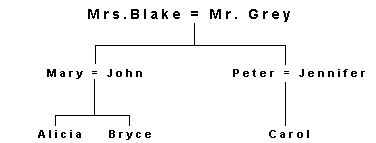 Mrs.Blake = Mr. Grey
Mary = John Peter = Jennifer
Alicia Bryce Carol